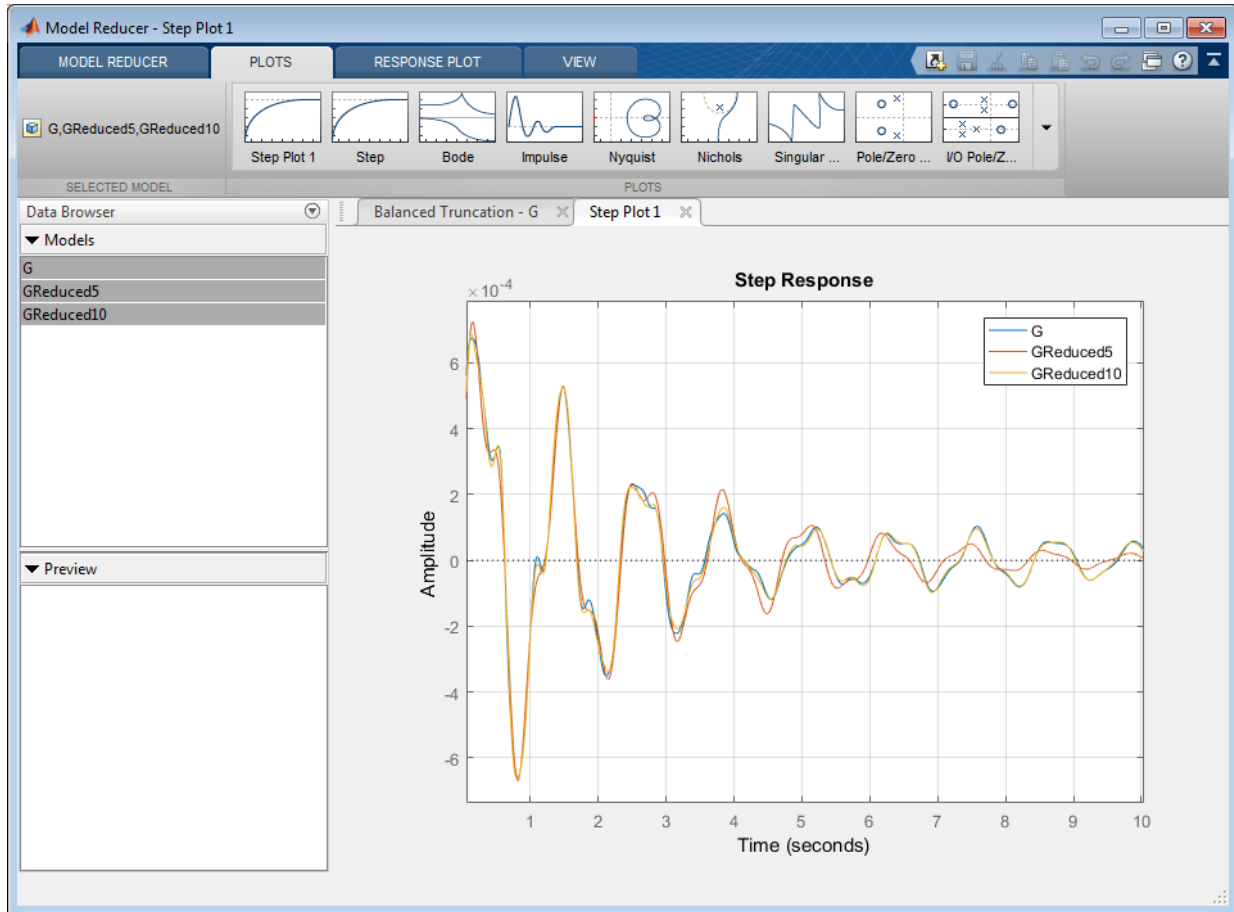 Model Reducer - Step Plot 1
MODEL REDUCER PLOTS RESPONSE PLOT VIEW
G,GReduced5,GReduced10
Step Plot 1 Step Bode Impulse Nyquist Nichols Singular ... Pole/Zero ... I/O Pole/Z...
SELECTED MODEL PLOTS
Data Browser
Models
G
GReduced5
GReduced10
Preview
Balanced Truncation - G Step Plot 1
Step Response
×10^-4
G
GReduced5
GReduced10
6
4
2
0
-2
-4
-6
Amplitude
1 2 3 4 5 6 7 8 9 10
Time (seconds)